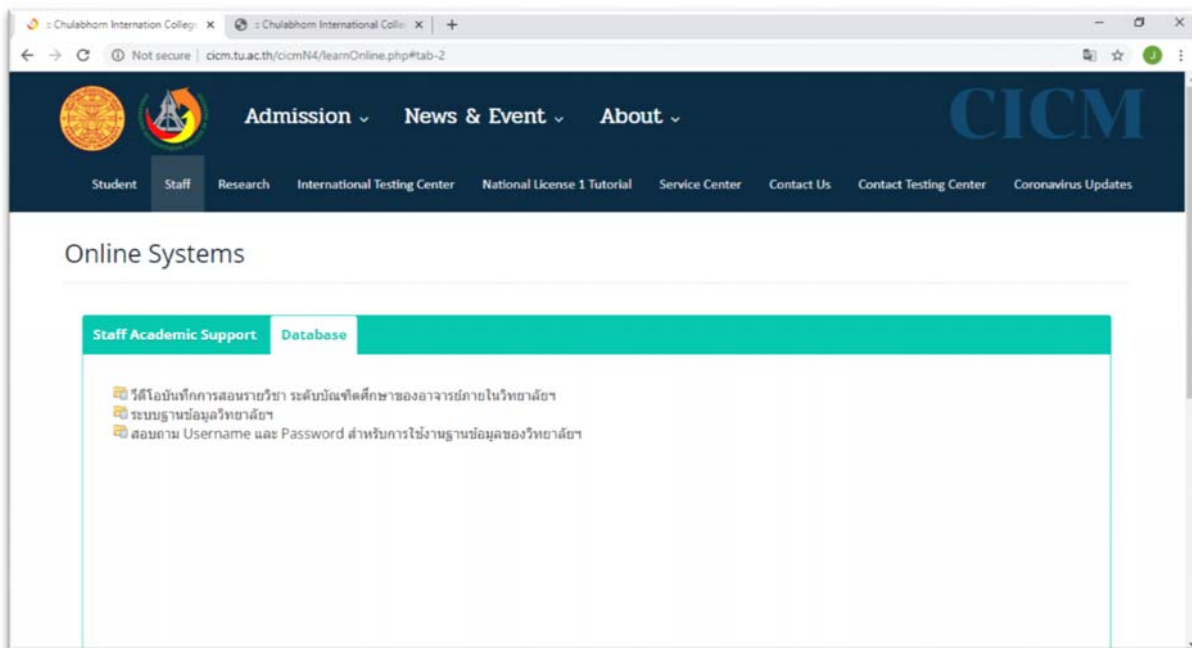 :: Chulabhorn Internation College
:: Chulabhorn International Colle
Not secure | cicm.tu.ac.th/cicmN4/learnOnline.php#tab-2
J
Admission News & Event About
CICM
Student Staff Research International Testing Center National License 1 Tutorial Service Center Contact Us Contact Testing Center Coronavirus Updates
Online Systems
Staff Academic Support Database
วีดีโอบันทึกการสอนรายวิชา ระดับบัณฑิตศึกษาของอาจารย์ภายในวิทยาลัยฯ
ระบบฐานข้อมูลวิทยาลัยฯ
สอบถาม Username และ Password สำหรับการใช้งานฐานข้อมูลของวิทยาลัยฯ